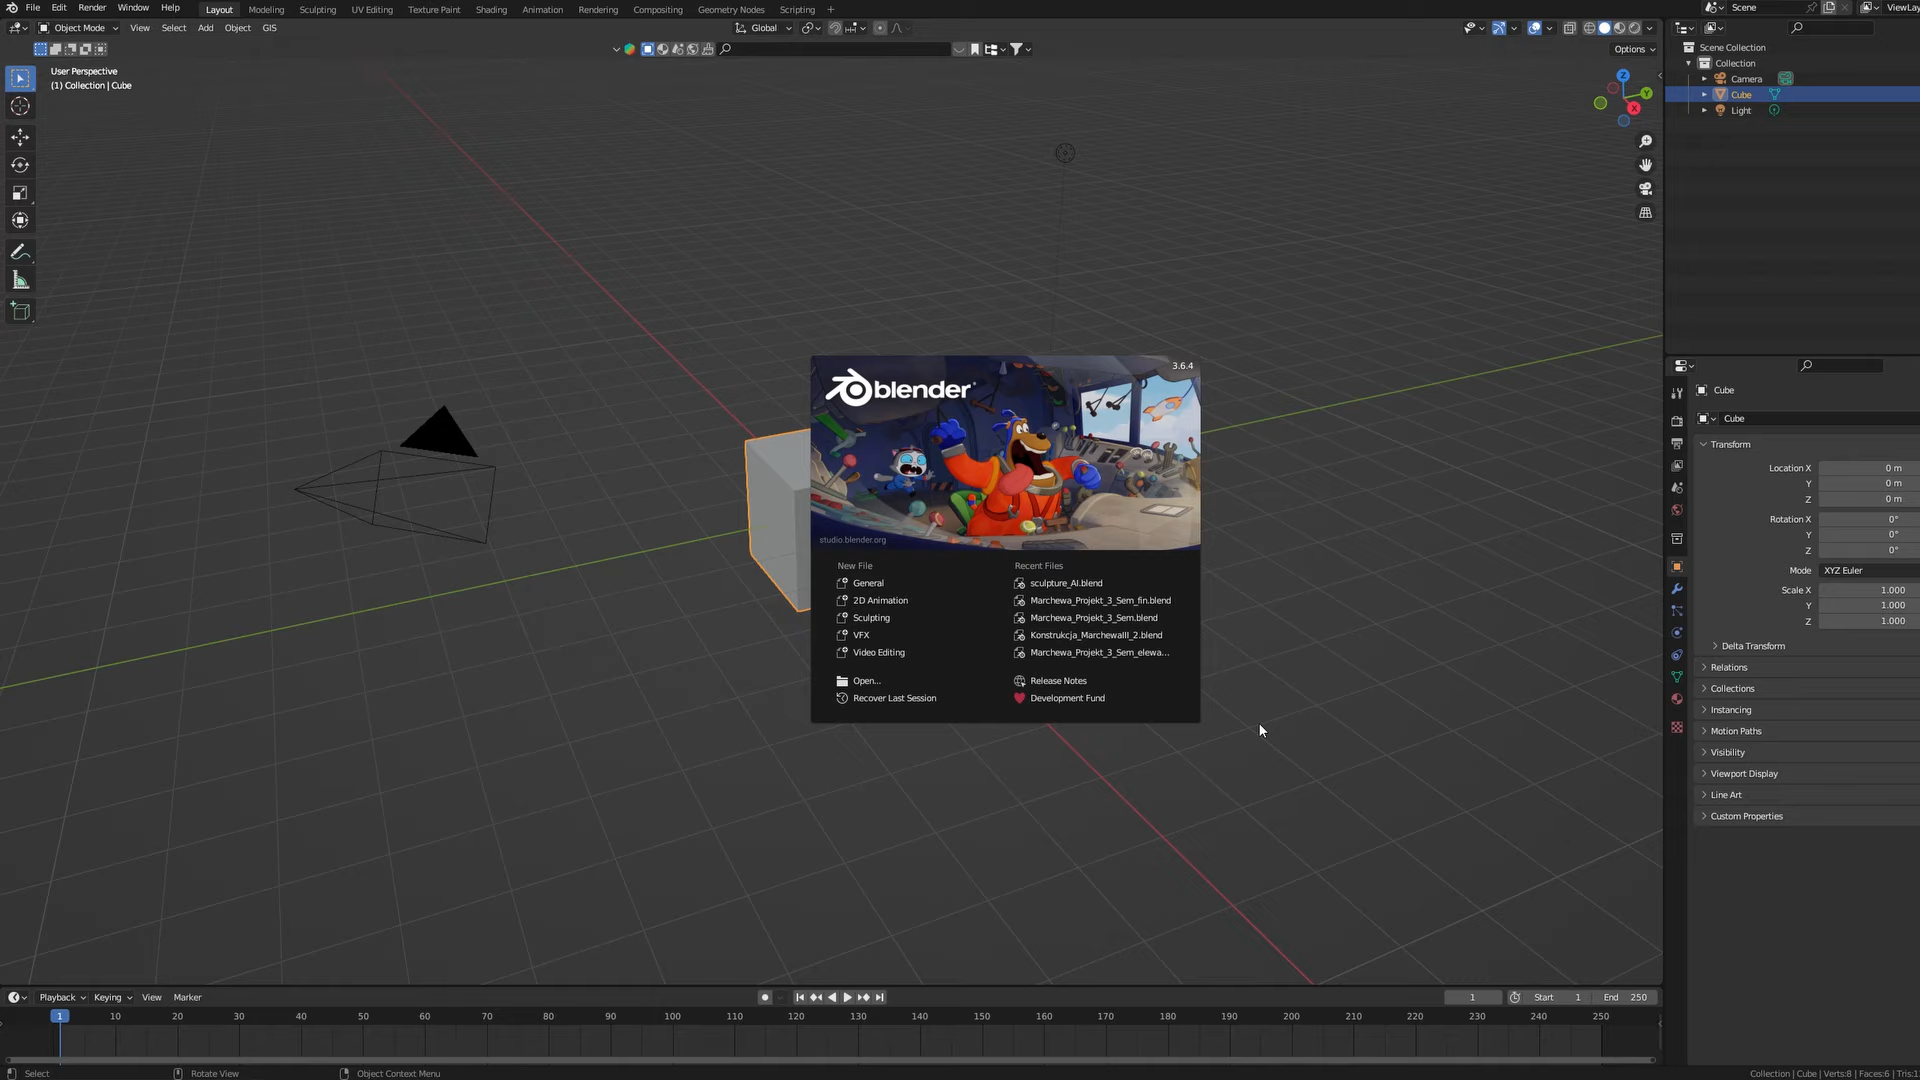 File Edit Render Window Help Layout Modeling Sculpting UV Editing Texture Paint Shading Animation Rendering Compositing Geometry Nodes Scripting + Scene
Object Mode View Select Add Object GIS Global
Options
User Perspective
(1) Collection | Cube
Z
Y
X
Scene Collection
Collection
Camera
Cube
Light
blender
3.6.4
studio.blender.org
New File
General
2D Animation
Sculpting
VFX
Video Editing
Open...
Recover Last Session
Recent Files
sculpture_AI.blend
Marchewa_Projekt_3_Sem_fin.blend
Marchewa_Projekt_3_Sem.blend
Konstrukcja_MarchewaIII_2.blend
Marchewa_Projekt_3_Sem_elewa...
Release Notes
Development Fund
Cube
Cube
Transform
Location X 0 m
Y 0 m
Z 0 m
Rotation X 0°
Y 0°
Z 0°
Mode XYZ Euler
Scale X 1.000
Y 1.000
Z 1.000
Delta Transform
Relations
Collections
Instancing
Motion Paths
Visibility
Viewport Display
Line Art
Custom Properties
Playback Keying View Marker 1 Start 1 End 250
1 10 20 30 40 50 60 70 80 90 100 110 120 130 140 150 160 170 180 190 200 210 220 230 240 250
Select Rotate View Object Context Menu Collection | Cube | Verts:8 | Faces:6 | Tris:1